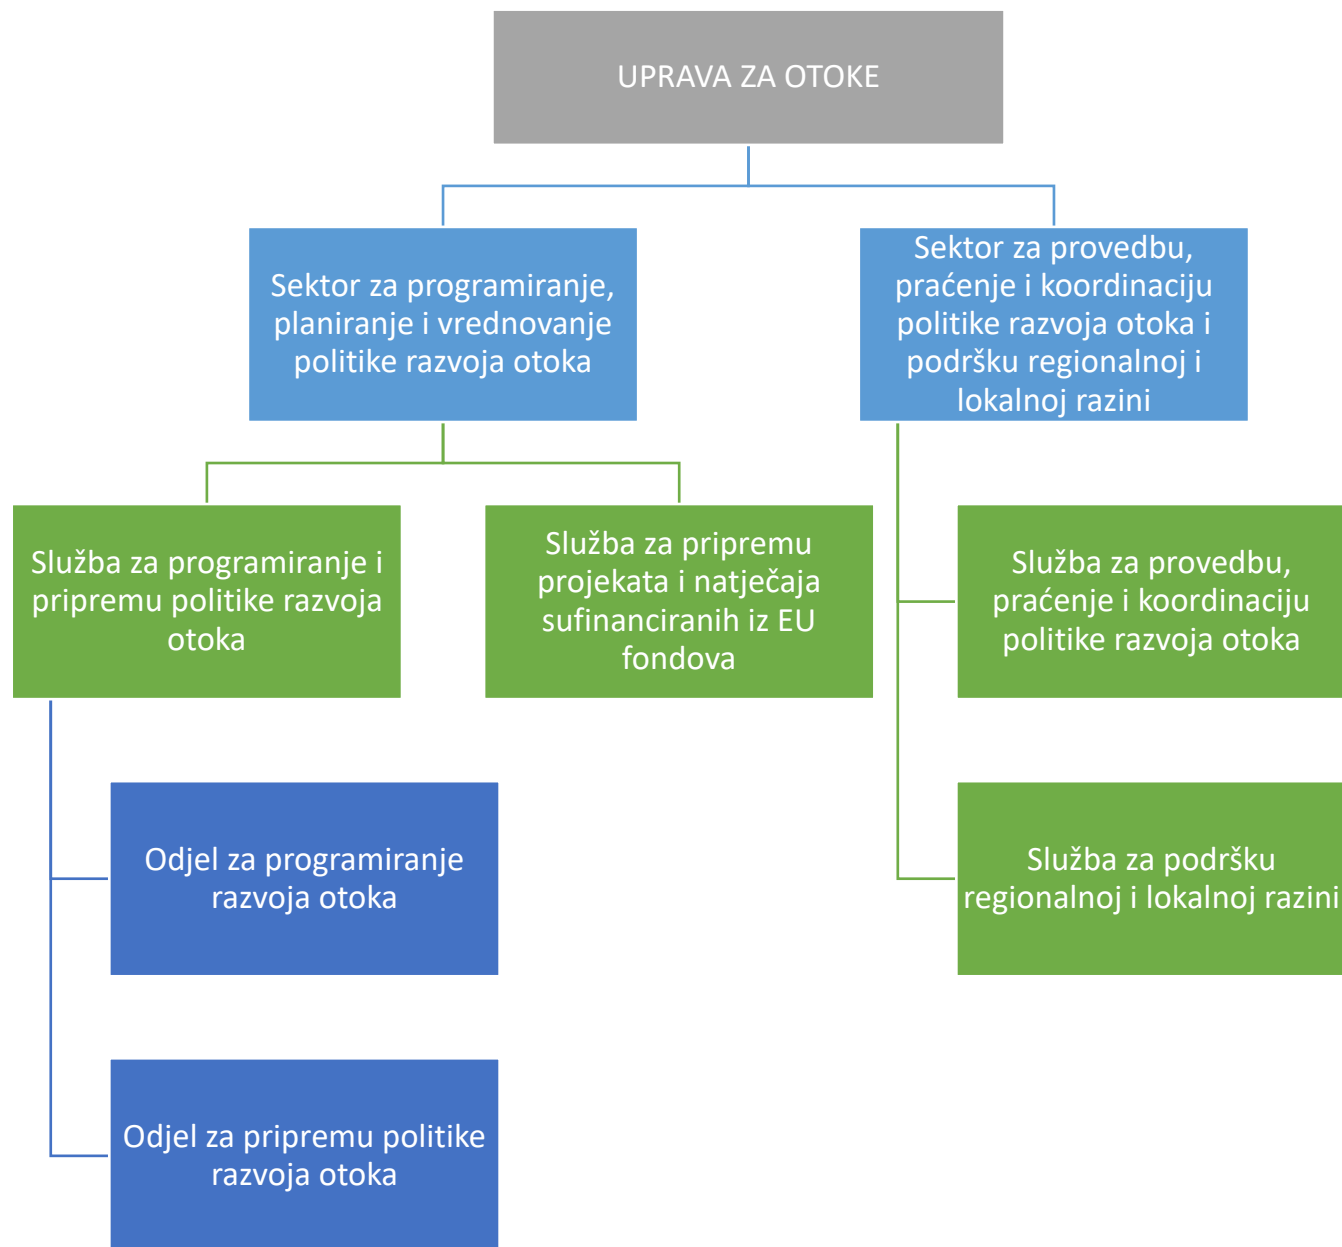 UPRAVA ZA OTOKE
Sektor za programiranje,
planiranje i vrednovanje
politike razvoja otoka
Sektor za provedbu,
praćenje i koordinaciju
politike razvoja otoka i
podršku regionalnoj i
lokalnoj razini
Služba za programiranje i
pripremu politike razvoja
otoka
Služba za pripremu
projekata i natječaja
sufinanciranih iz EU
fondova
Služba za provedbu,
praćenje i koordinaciju
politike razvoja otoka
Odjel za programiranje
razvoja otoka
Služba za podršku
regionalnoj i lokalnoj razini
Odjel za pripremu politike
razvoja otoka